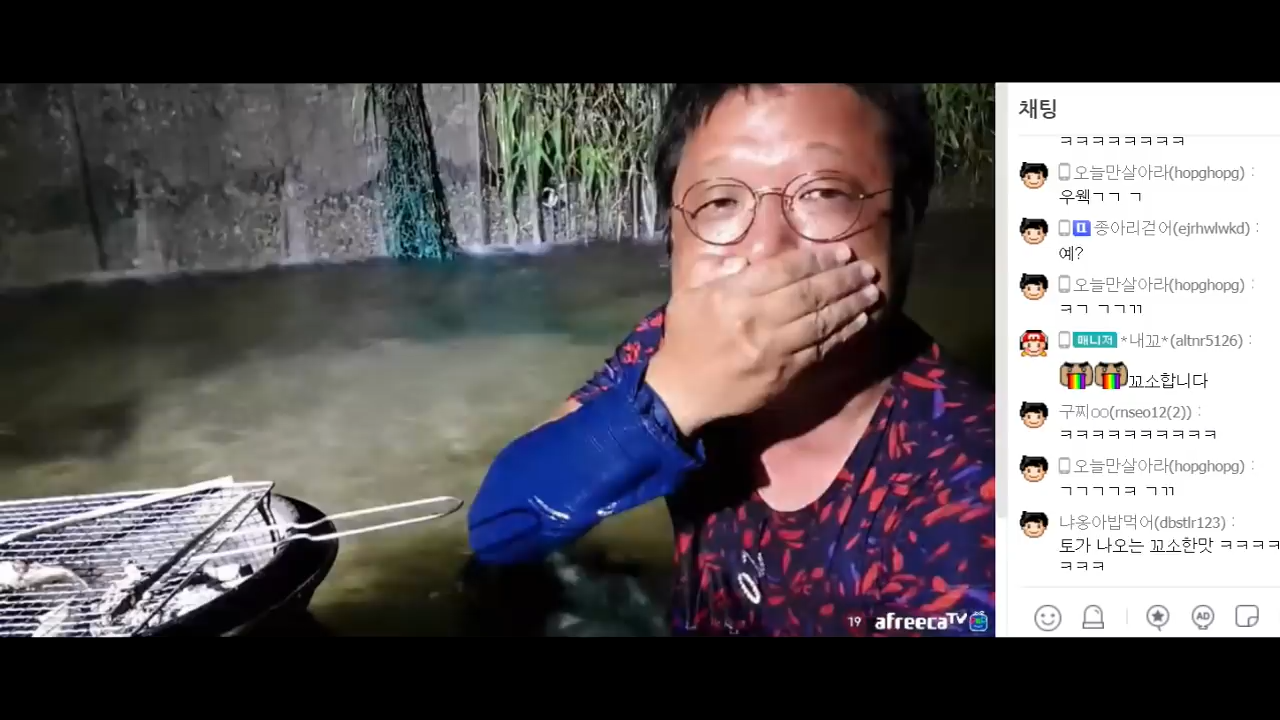 채팅
ㅋㅋㅋㅋㅋㅋㅋㅋ
오늘만살아라(hopghopg) :
우웩ㄱㄱ ㄱ
종아리걷어(ejrhwlwkd) :
예?
오늘만살아라(hopghopg) :
ㅋㄱ ㄱㄱㄲ
매니저 *내꼬*(altnr5126) :
꼬소합니다
구찌oo(rnseo12(2)) :
ㅋㅋㅋㅋㅋㅋㅋㅋㅋㅋ
오늘만살아라(hopghopg) :
ㄱㄱㄱㄱㅋ ㄱㄲ
냐옹아밥먹어(dbstlr123) :
토가 나오는 꼬소한맛 ㅋㅋㅋㅋ
ㅋㅋㅋ
AD
02
19 afreecaTV